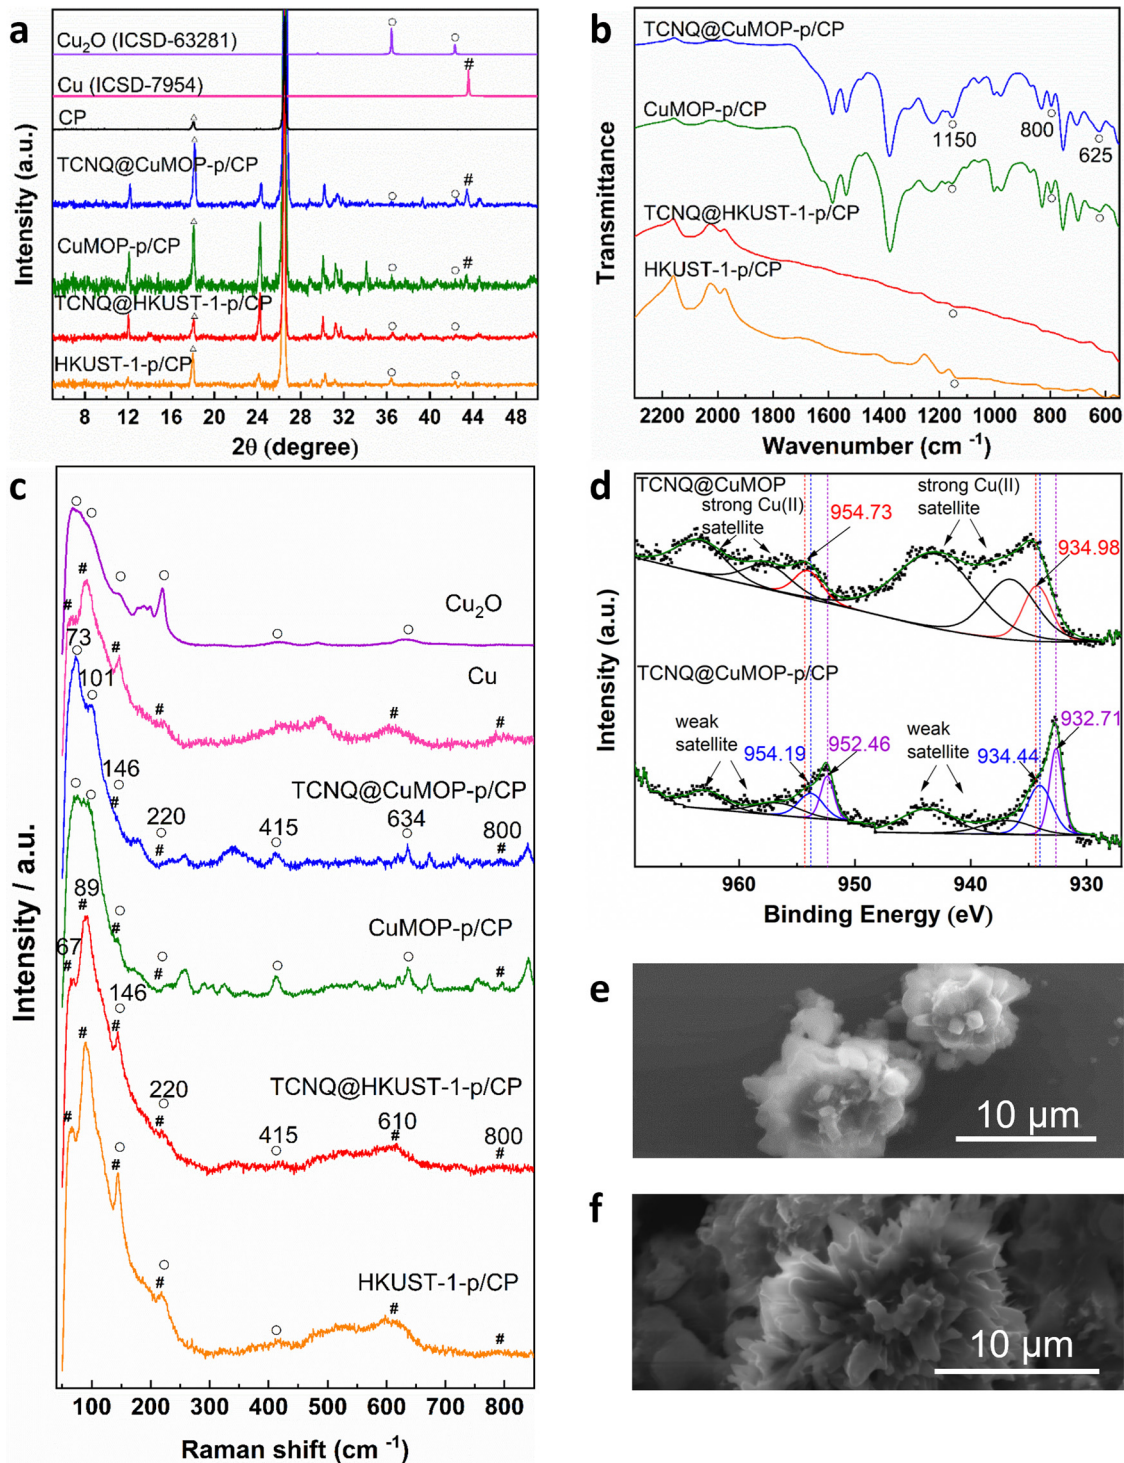 a
Intensity (a.u.)
Cu₂O (ICSD-63281)
Cu (ICSD-7954)
#
CP
TCNQ@CuMOP-p/CP
#
CuMOP-p/CP
#
TCNQ@HKUST-1-p/CP
HKUST-1-p/CP
8 12 16 20 24 28 32 36 40 44 48
2θ (degree)
b
Transmittance
TCNQ@CuMOP-p/CP
1150
800
625
CuMOP-p/CP
TCNQ@HKUST-1-p/CP
HKUST-1-p/CP
2200 2000 1800 1600 1400 1200 1000 800 600
Wavenumber (cm ⁻¹)
c
Intensity / a.u.
Cu₂O
# # # # # #
Cu
73
101
146
220
415
634
800
# # #
TCNQ@CuMOP-p/CP
# # #
CuMOP-p/CP
67
89
146
220
415
610
800
# # # # # #
TCNQ@HKUST-1-p/CP
# # # # # #
HKUST-1-p/CP
100 200 300 400 500 600 700 800
Raman shift (cm ⁻¹)
d
Intensity (a.u.)
TCNQ@CuMOP
strong Cu(II)
satellite
954.73
strong Cu(II)
satellite
934.98
TCNQ@CuMOP-p/CP
weak
satellite
954.19
952.46
weak
satellite
934.44
932.71
960 950 940 930
Binding Energy (eV)
e
10 μm
f
10 μm